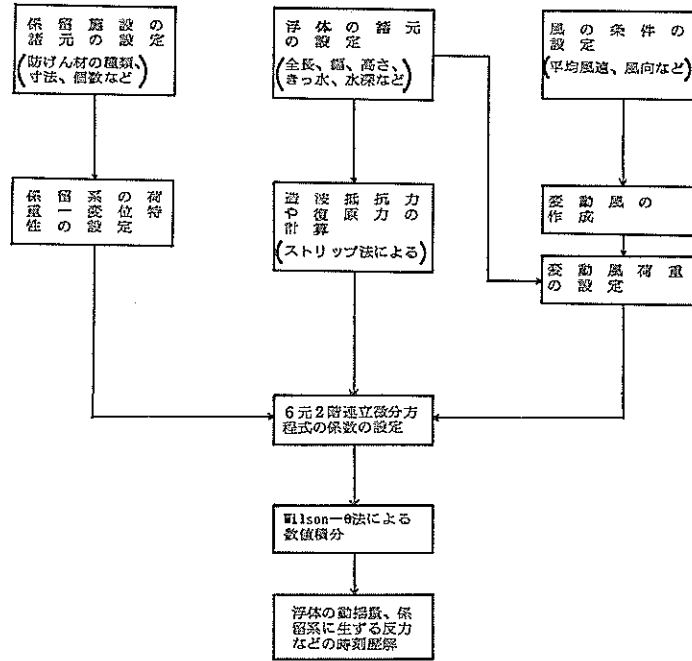 係留施設の
諸元の設定
(防げん材の種類、
寸法、個数など)
浮体の諸元
の設定
(全長、幅、高さ、
きっ水、水深など)
風の条件の
設定
(平均風速、風向など)
係留系の荷
重一変位特
性の設定
造波抵抗力
や復原力の
計算
(ストリップ法による)
変動風の
作成
変動風荷重
の設定
6元2階連立微分方
程式の係数の設定
Wilson-θ法による
数値積分
浮体の動揺量、係
留系に生ずる反力
などの時刻歴解